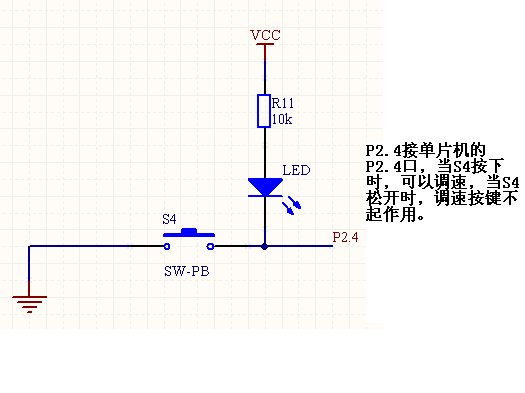 VCC
R11
10k
LED
S4
P2.4
SW-PB
P2.4接单片机的
P2.4口，当S4按下
时，可以调速，当S4
松开时，调速按键不
起作用。